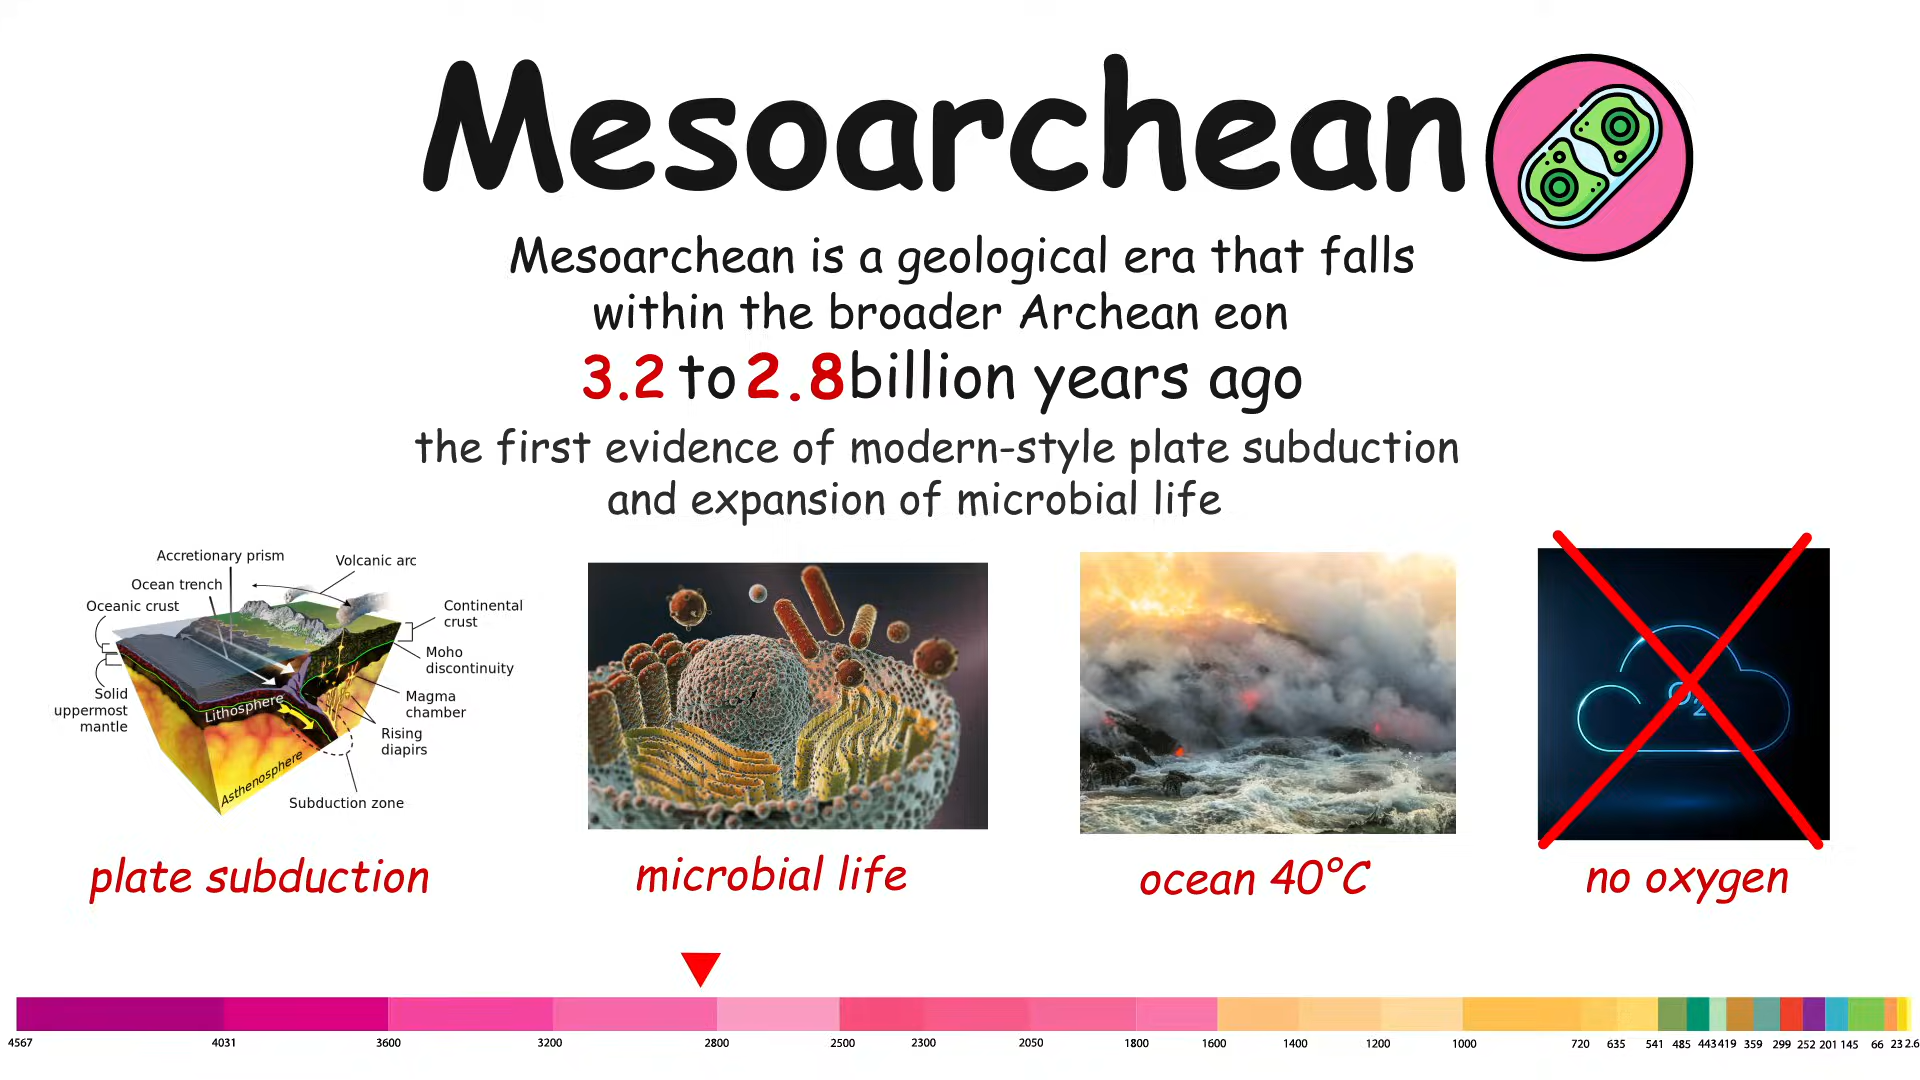 Mesoarchean
Mesoarchean is a geological era that falls
within the broader Archean eon
3.2 to 2.8 billion years ago
the first evidence of modern-style plate subduction
and expansion of microbial life
Accretionary prism
Volcanic arc
Ocean trench
Oceanic crust
Continental
crust
Moho
discontinuity
Solid
uppermost
mantle
Lithosphere
Magma
chamber
Rising
diapirs
Asthenosphere
Subduction zone
O2
plate subduction
microbial life
ocean 40°C
no oxygen
4567 4031 3600 3200 2800 2500 2300 2050 1800 1600 1400 1200 1000 720 635 541 485 443 419 359 299 252 201 145 66 23 2.6